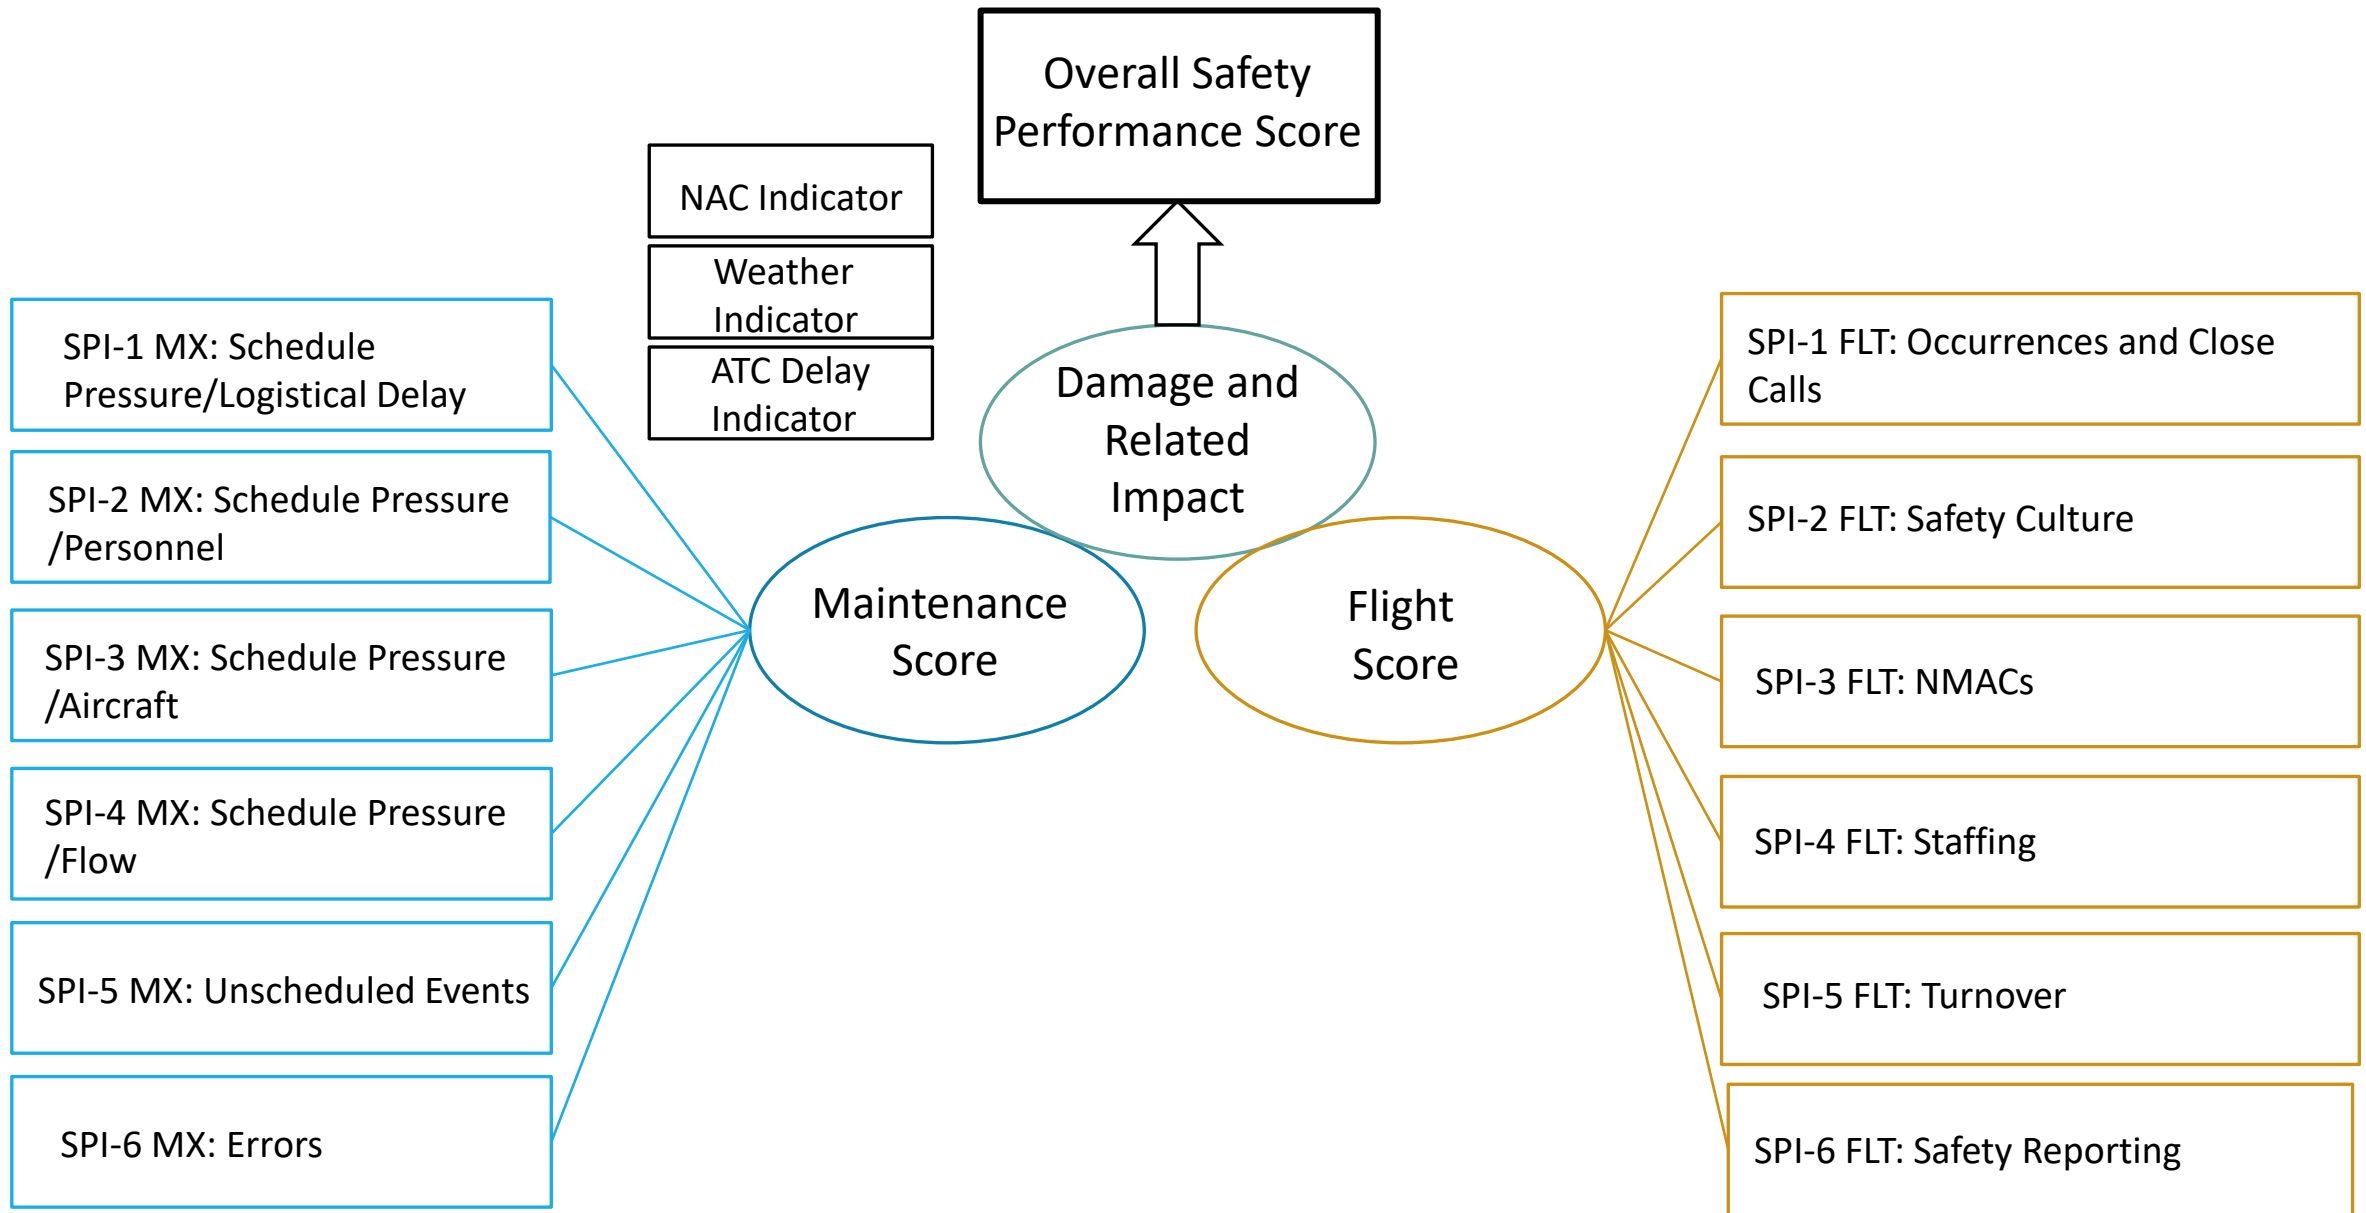 Overall Safety
Performance Score
NAC Indicator
Weather
Indicator
ATC Delay
Indicator
Damage and
Related
Impact
Maintenance
Score
Flight
Score
SPI-1 MX: Schedule
Pressure/Logistical Delay
SPI-2 MX: Schedule Pressure
/Personnel
SPI-3 MX: Schedule Pressure
/Aircraft
SPI-4 MX: Schedule Pressure
/Flow
SPI-5 MX: Unscheduled Events
SPI-6 MX: Errors
SPI-1 FLT: Occurrences and Close
Calls
SPI-2 FLT: Safety Culture
SPI-3 FLT: NMACs
SPI-4 FLT: Staffing
SPI-5 FLT: Turnover
SPI-6 FLT: Safety Reporting